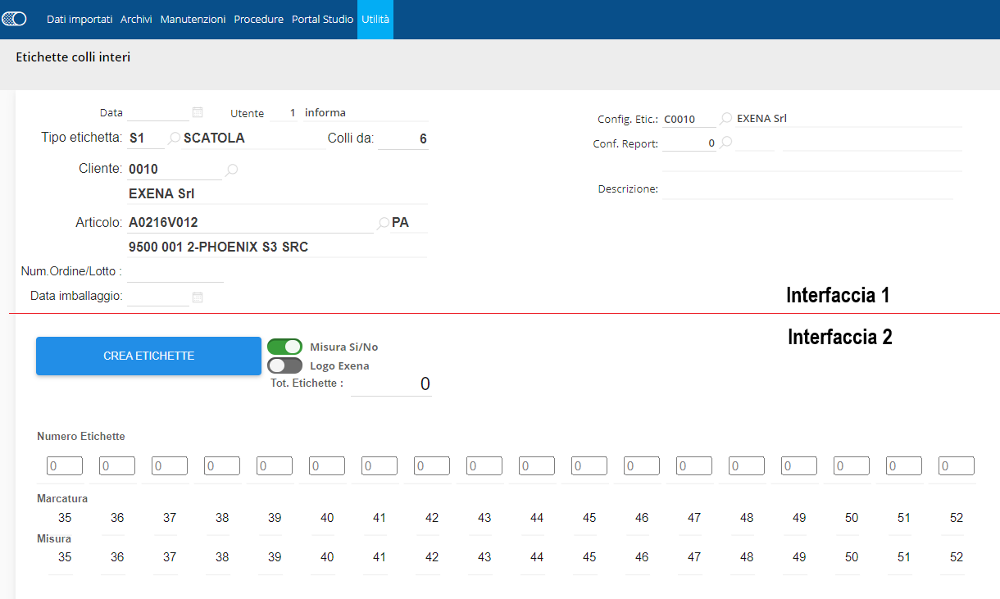 Dati importati Archivi Manutenzioni Procedure Portal Studio Utilità
Etichette colli interi
Data Utente 1 informa
Config. Etic.: C0010 EXENA Srl
Tipo etichetta: S1 SCATOLA Colli da: 6
Conf. Report: 0
Cliente: 0010
EXENA Srl
Descrizione:
Articolo: A0216V012 PA
9500 001 2-PHOENIX S3 SRC
Num.Ordine/Lotto :
Data imballaggio:
Interfaccia 1
Interfaccia 2
CREA ETICHETTE
Misura Si/No
Logo Exena
Tot. Etichette : 0
Numero Etichette
0 0 0 0 0 0 0 0 0 0 0 0 0 0 0 0 0 0
Marcatura
35 36 37 38 39 40 41 42 43 44 45 46 47 48 49 50 51 52
Misura
35 36 37 38 39 40 41 42 43 44 45 46 47 48 49 50 51 52